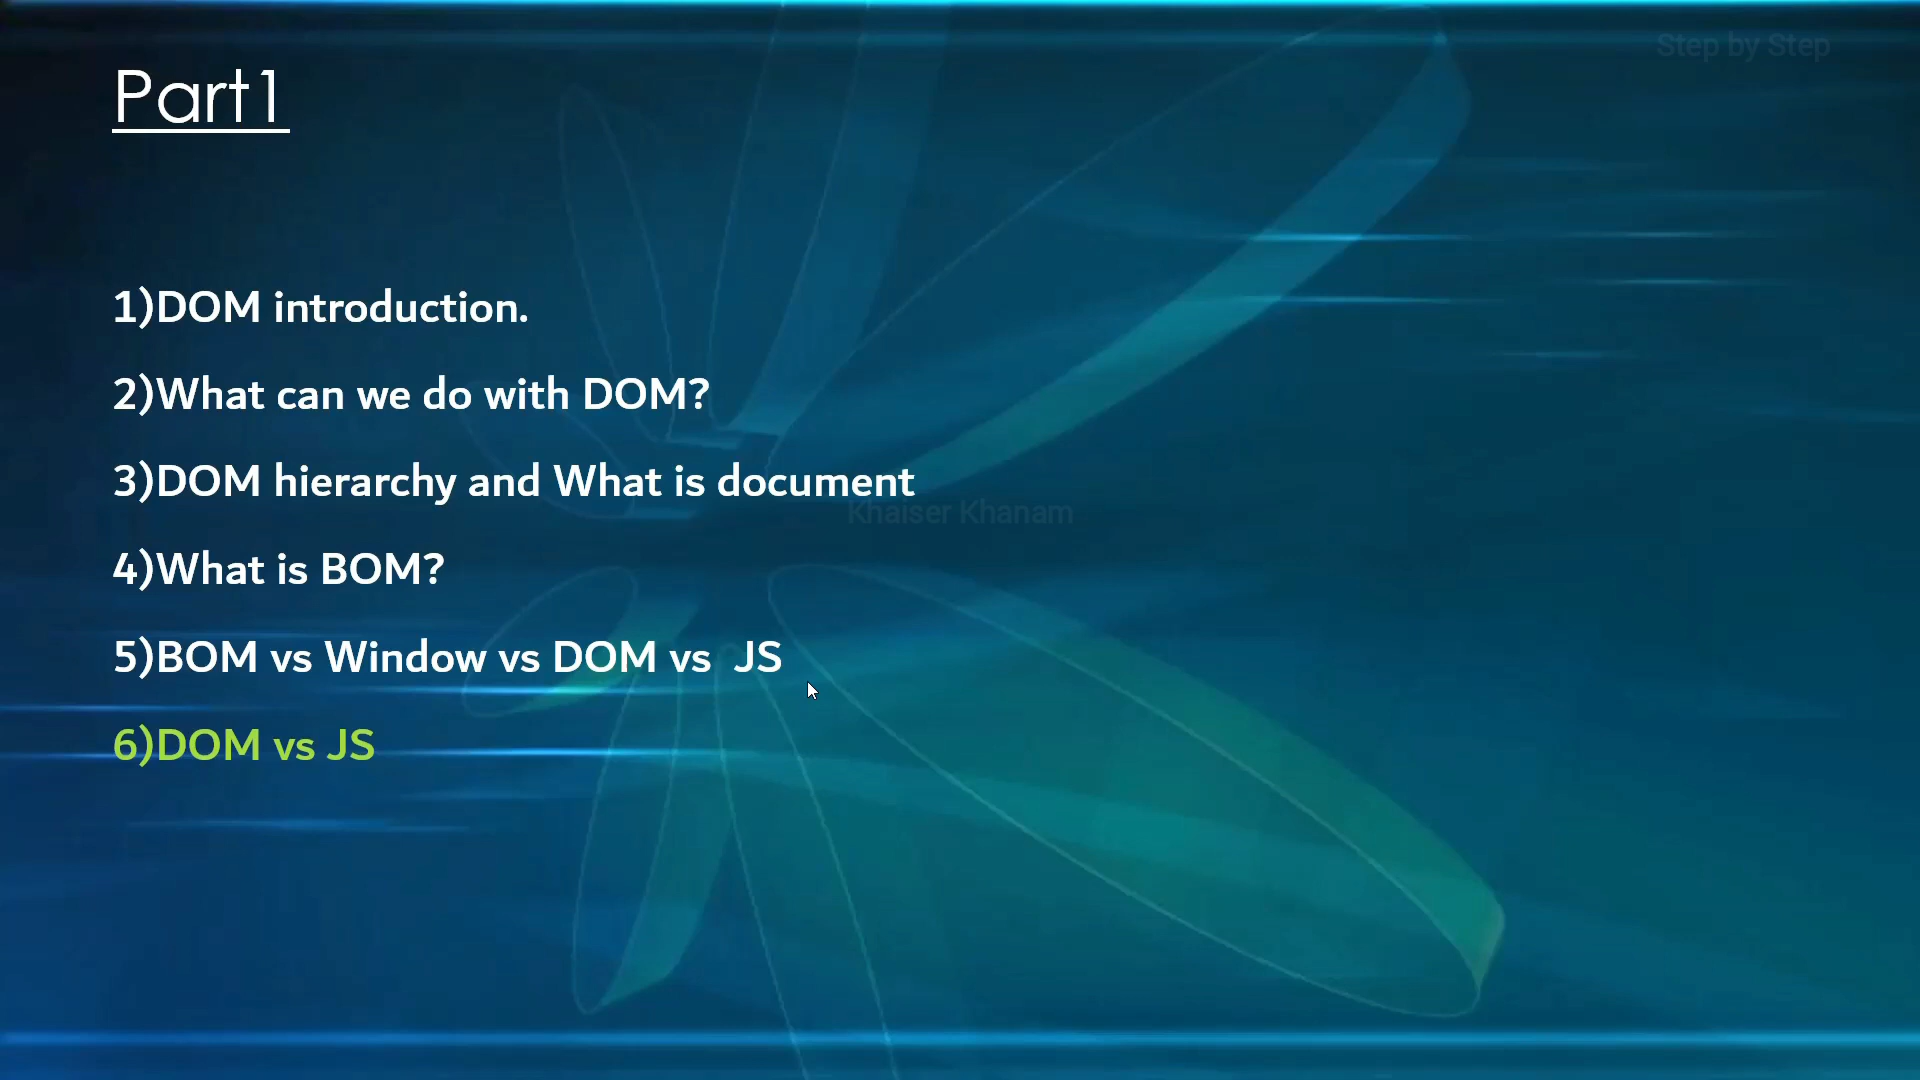 Step by Step
Part1
1)DOM introduction.
2)What can we do with DOM?
3)DOM hierarchy and What is document
Khaiser Khanam
4)What is BOM?
5)BOM vs Window vs DOM vs  JS
6)DOM vs JS